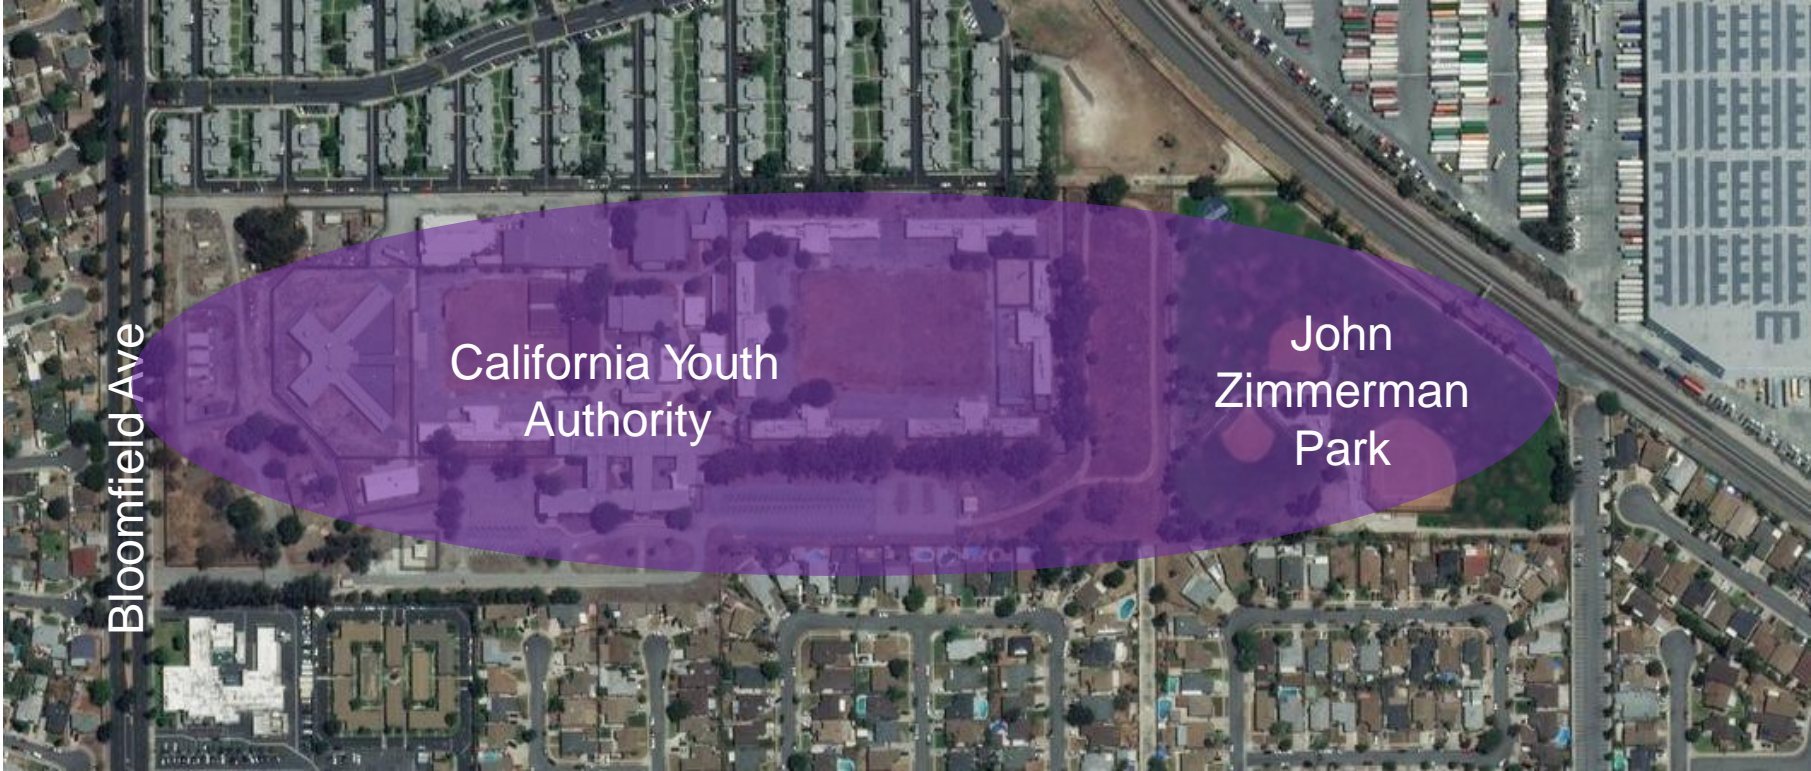 Bloomfield Ave
California Youth
Authority
John
Zimmerman
Park